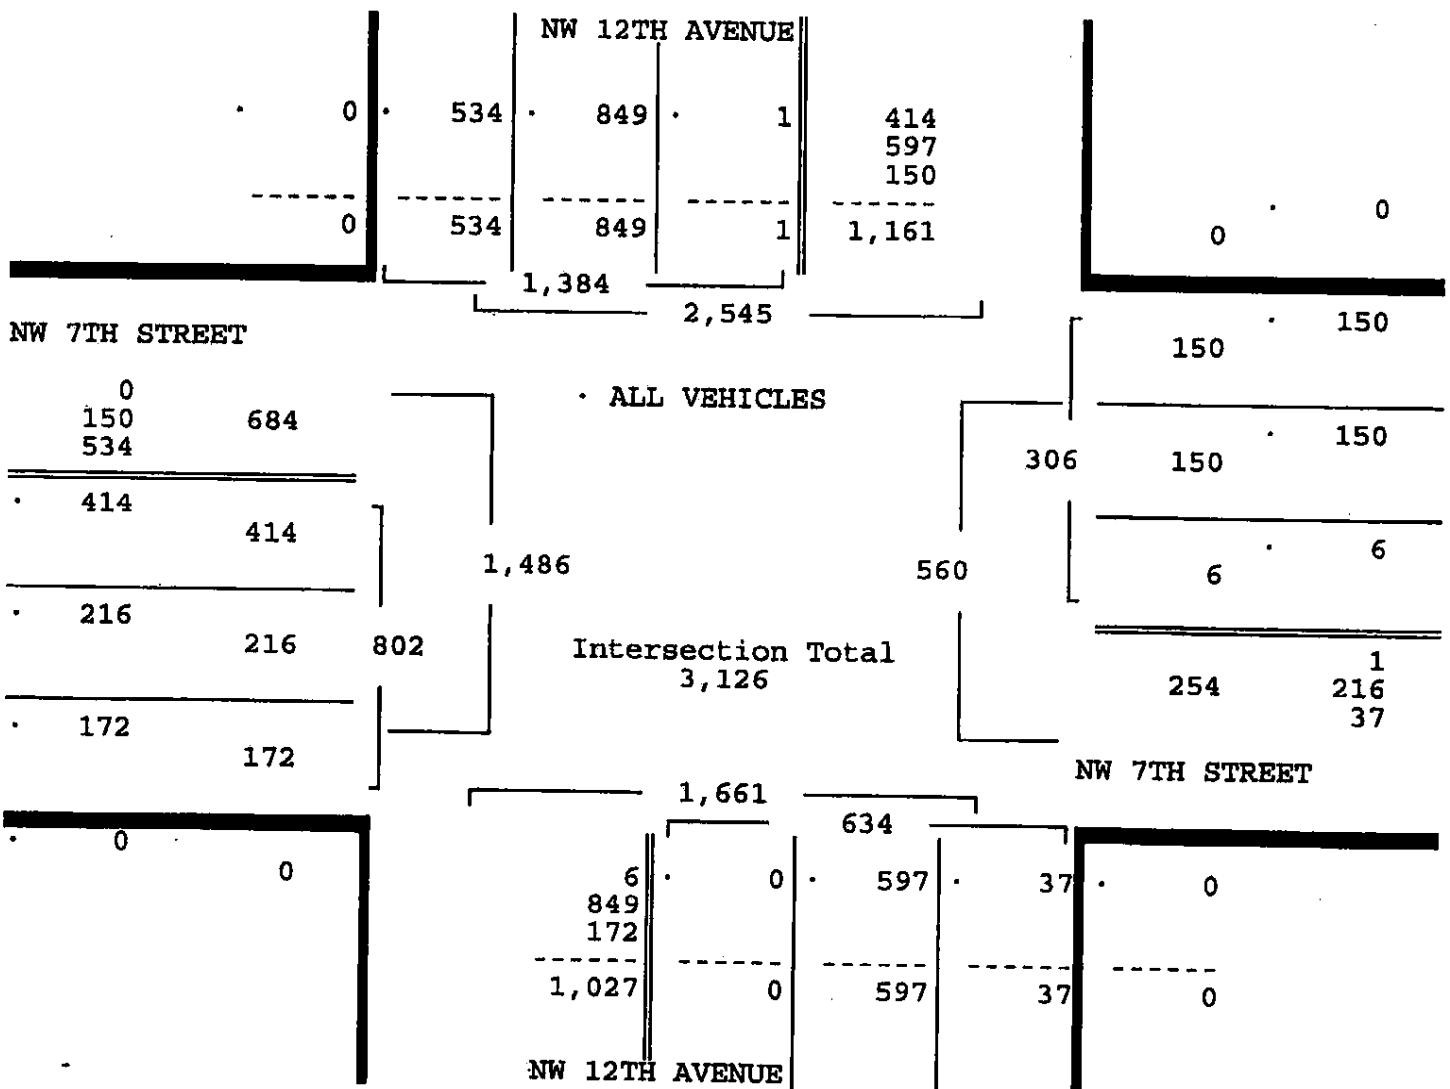 NW 12TH AVENUE
0 534 849 1 414
597
150
------ ------ ------ ------ ------
0 534 849 1 1,161
0
0
1,384
2,545
NW 7TH STREET
150
150
0
150 684
534
ALL VEHICLES
150
306 150
414
414
1,486
560
6
6
216
216 802
Intersection Total
3,126
1
254 216
37
172
172
NW 7TH STREET
1,661
634
0
0
6 0 597 37 0
849
172
------ ------ ------ ------ ------
1,027 0 597 37 0
NW 12TH AVENUE